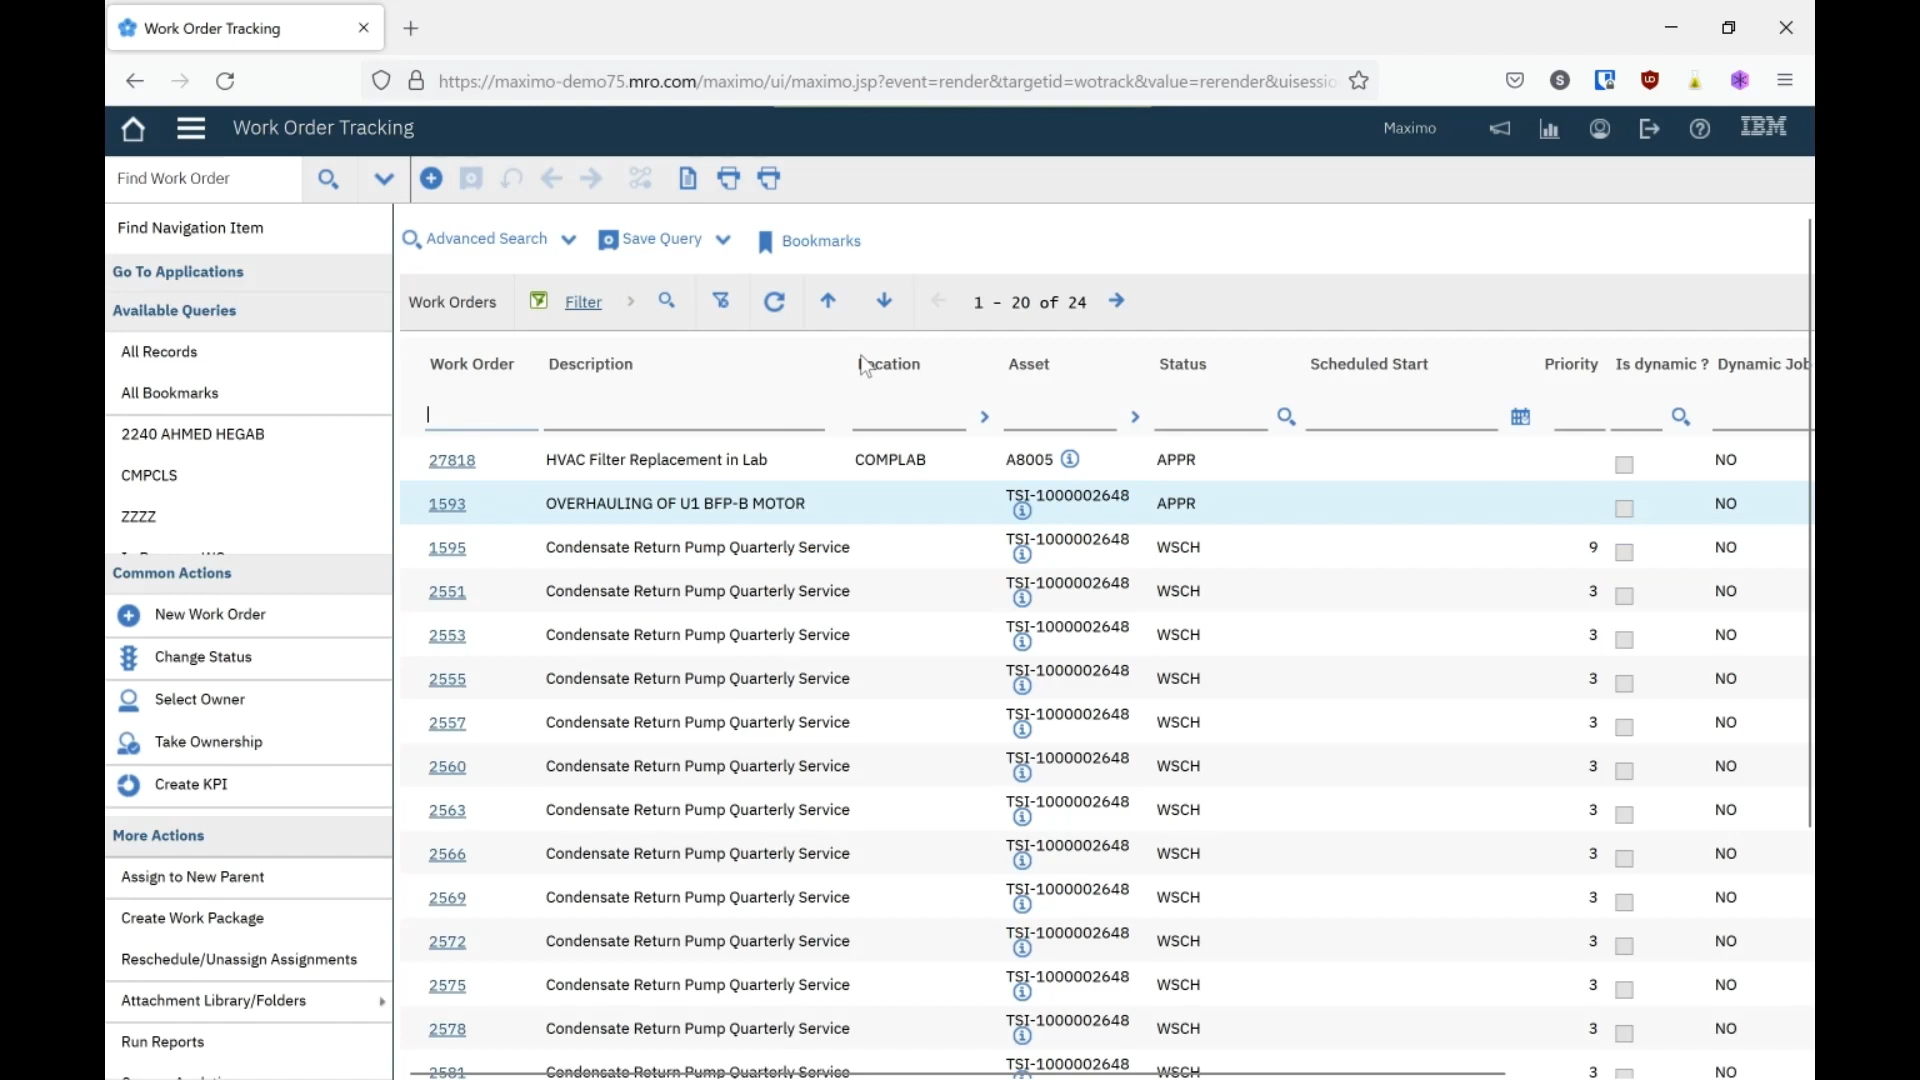 Work Order Tracking
https://maximo-demo75.mro.com/maximo/ui/maximo.jsp?event=render&targetid=wotrack&value=rerender&uisessio
Work Order Tracking
Maximo
IBM
Find Work Order
Find Navigation Item
Go To Applications
Available Queries
All Records
All Bookmarks
2240 AHMED HEGAB
CMPCLS
ZZZZ
Common Actions
New Work Order
Change Status
Select Owner
Take Ownership
Create KPI
More Actions
Assign to New Parent
Create Work Package
Reschedule/Unassign Assignments
Attachment Library/Folders
Run Reports
Advanced Search Save Query Bookmarks
Work Orders Filter 1 - 20 of 24
Work Order Description Location Asset Status Scheduled Start Priority Is dynamic ? Dynamic Job
27818 HVAC Filter Replacement in Lab COMPLAB A8005 APPR NO
1593 OVERHAULING OF U1 BFP-B MOTOR TSI-1000002648 APPR NO
1595 Condensate Return Pump Quarterly Service TSI-1000002648 WSCH 9 NO
2551 Condensate Return Pump Quarterly Service TSI-1000002648 WSCH 3 NO
2553 Condensate Return Pump Quarterly Service TSI-1000002648 WSCH 3 NO
2555 Condensate Return Pump Quarterly Service TSI-1000002648 WSCH 3 NO
2557 Condensate Return Pump Quarterly Service TSI-1000002648 WSCH 3 NO
2560 Condensate Return Pump Quarterly Service TSI-1000002648 WSCH 3 NO
2563 Condensate Return Pump Quarterly Service TSI-1000002648 WSCH 3 NO
2566 Condensate Return Pump Quarterly Service TSI-1000002648 WSCH 3 NO
2569 Condensate Return Pump Quarterly Service TSI-1000002648 WSCH 3 NO
2572 Condensate Return Pump Quarterly Service TSI-1000002648 WSCH 3 NO
2575 Condensate Return Pump Quarterly Service TSI-1000002648 WSCH 3 NO
2578 Condensate Return Pump Quarterly Service TSI-1000002648 WSCH 3 NO
2581 Condensate Return Pump Quarterly Service TSI-1000002648 WSCH 3 NO